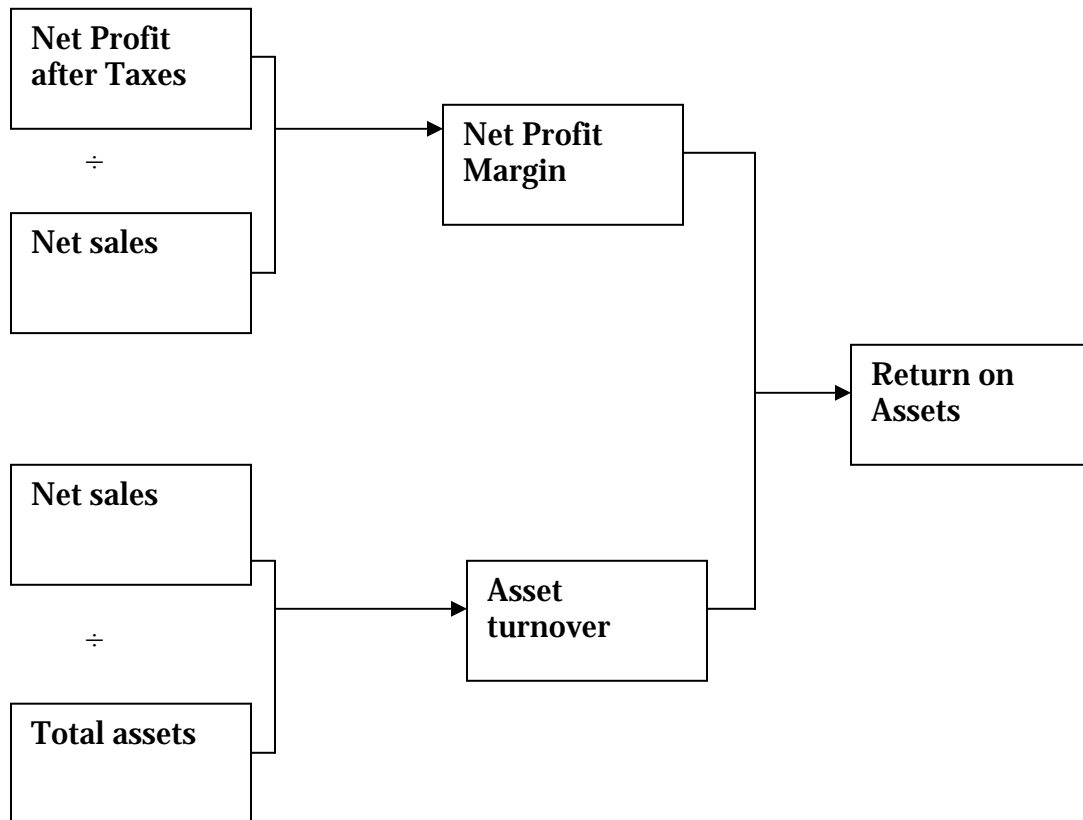 Net Profit
after Taxes
÷
Net sales
Net Profit
Margin
Return on
Assets
Net sales
÷
Total assets
Asset
turnover